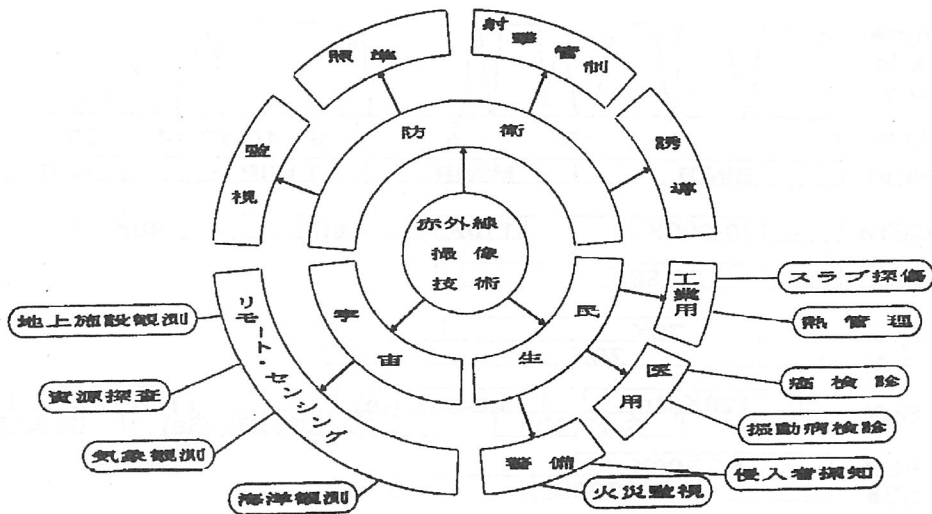 射撃管制
照準
監視
防衛
誘導
赤外線
撮像
技術
宇宙
民生
リモート・センシング
工業用
医用
警備
スラブ探傷
熱管理
癌検診
振動病検診
侵入者探知
火災監視
地上施設観測
資源探査
気象観測
海洋観測